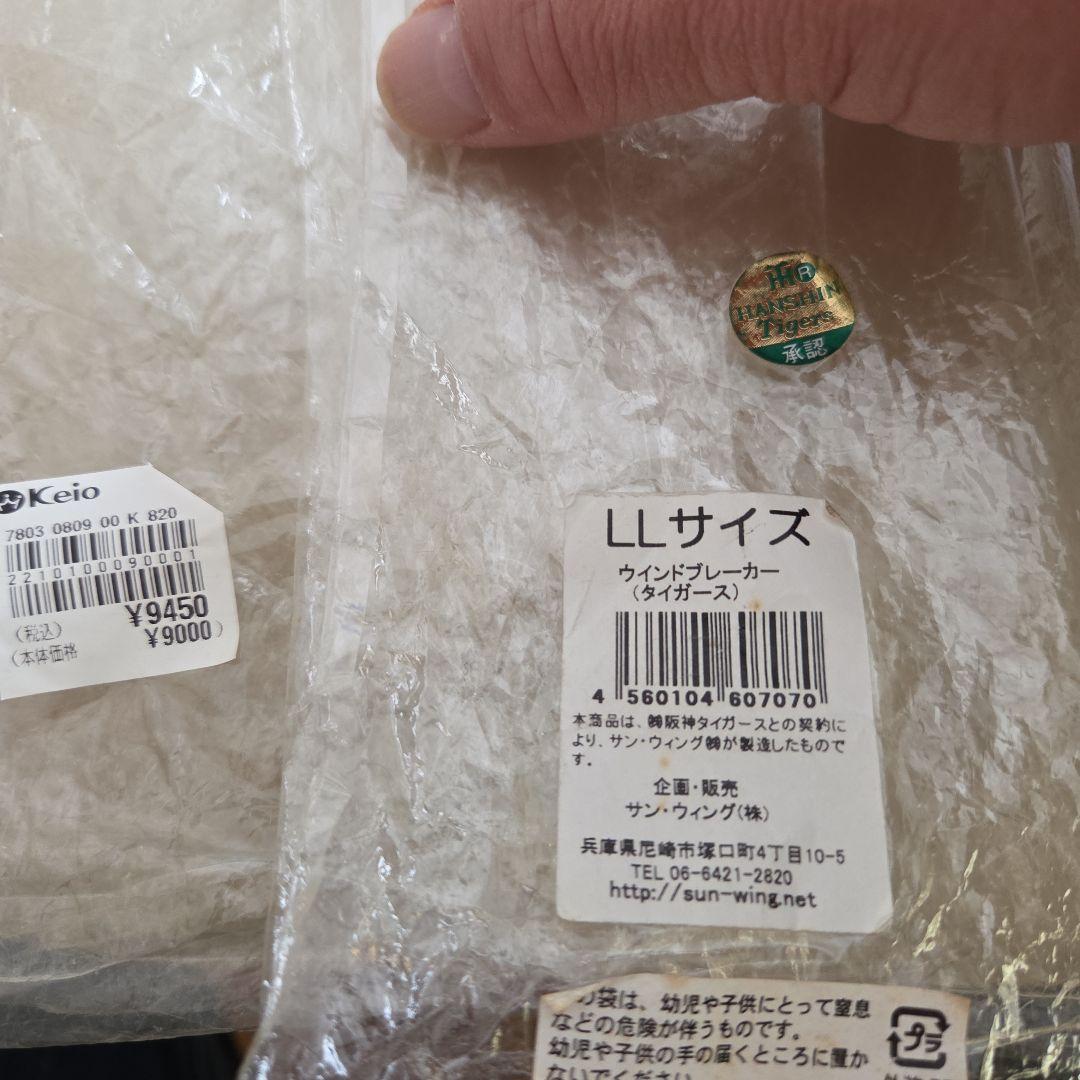 Keio
7803 0809 00 K 820
2210100090001
¥9450
(税込)
¥9000)
(本体価格
R
HANSHIN
Tigers
承認
LLサイズ
ウインドブレーカー
(タイガース)
4 560104 607070
本商品は、㈱阪神タイガースとの契約に
より、サン・ウィング㈱が製造したもので
す。
企画・販売
サン・ウィング(株)
兵庫県尼崎市塚口町4丁目10-5
TEL 06-6421-2820
http://sun-wing.net
の袋は、幼児や子供にとって窒息
などの危険が伴うものです。
幼児や子供の手の届くところに置か
ないでください
プラ